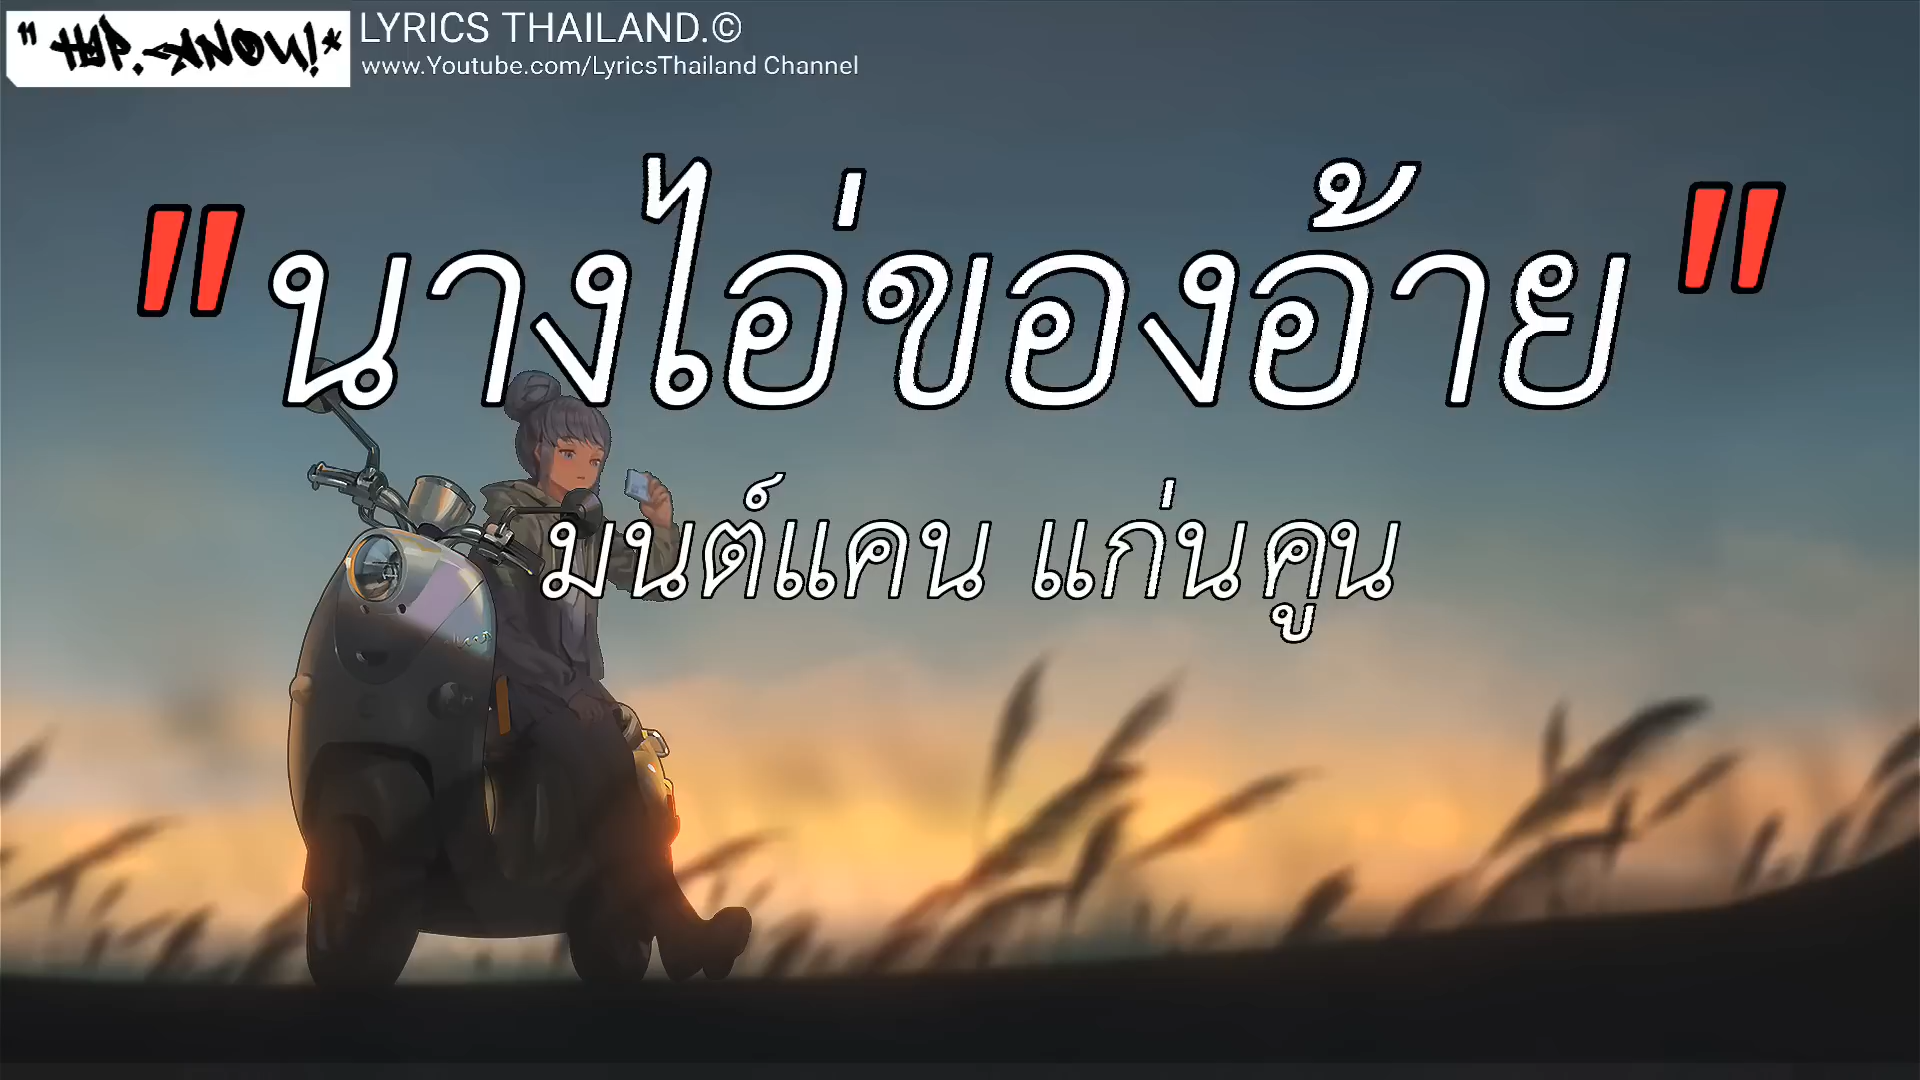 " HAP.KNOW!*
LYRICS THAILAND.©
www.Youtube.com/LyricsThailand Channel
"นางไอ่ของอ้าย"
มนต์แคน แก่นคูน